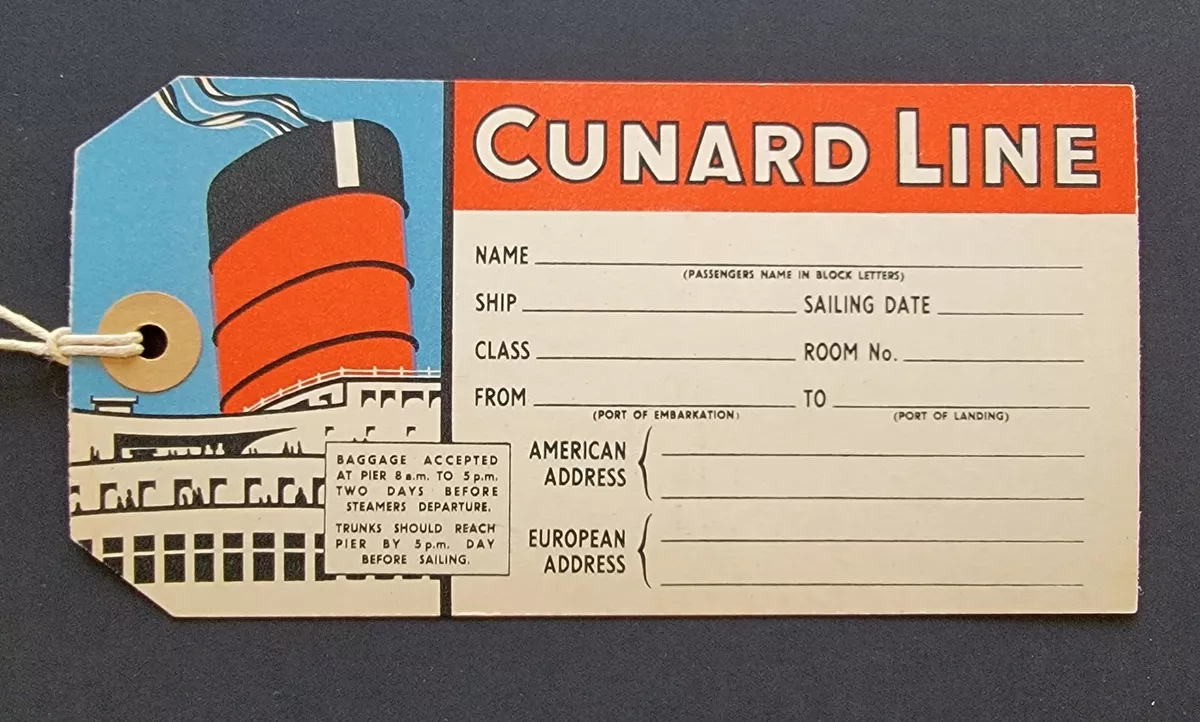 CUNARD LINE
NAME
(PASSENGERS NAME IN BLOCK LETTERS)
SHIP SAILING DATE
CLASS ROOM No.
FROM TO
(PORT OF EMBARKATION) (PORT OF LANDING)
AMERICAN
ADDRESS
EUROPEAN
ADDRESS
BAGGAGE ACCEPTED
AT PIER 8 a.m. TO 5 p.m.
TWO DAYS BEFORE
STEAMERS DEPARTURE.
TRUNKS SHOULD REACH
PIER BY 5 p.m. DAY
BEFORE SAILING.